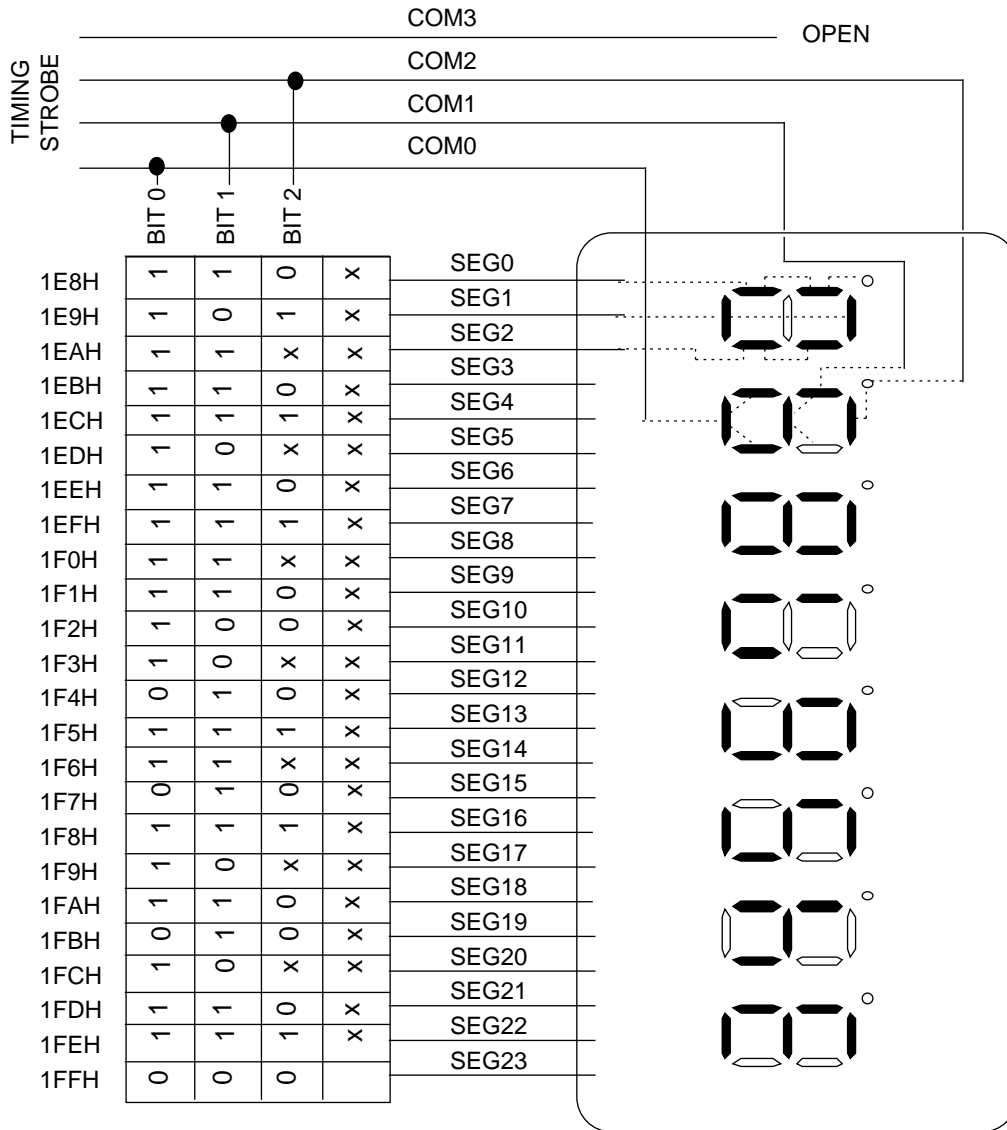 COM3
OPEN
COM2
COM1
COM0
TIMING
STROBE
BIT 0
BIT 1
BIT 2
1E8H 1 1 0 x SEG0
1E9H 1 0 1 x SEG1
1EAH 1 1 x x SEG2
1EBH 1 1 0 x SEG3
1ECH 1 1 1 x SEG4
1EDH 1 0 x x SEG5
1EEH 1 1 0 x SEG6
1EFH 1 1 1 x SEG7
1F0H 1 1 x x SEG8
1F1H 1 1 0 x SEG9
1F2H 1 0 0 x SEG10
1F3H 1 0 x x SEG11
1F4H 0 1 0 x SEG12
1F5H 1 1 1 x SEG13
1F6H 1 1 x x SEG14
1F7H 0 1 0 x SEG15
1F8H 1 1 1 x SEG16
1F9H 1 0 x x SEG17
1FAH 1 1 0 x SEG18
1FBH 0 1 0 x SEG19
1FCH 1 0 x x SEG20
1FDH 1 1 0 x SEG21
1FEH 1 1 1 x SEG22
1FFH 0 0 0 SEG23